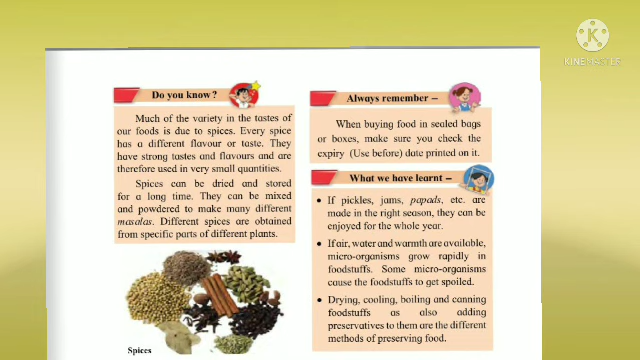 KINEMASTER
Do you know?
Much of the variety in the tastes of
our foods is due to spices. Every spice
has a different flavour or taste. They
have strong tastes and flavours and are
therefore used in very small quantities.
Spices can be dried and stored
for a long time. They can be mixed
and powdered to make many different
masalas. Different spices are obtained
from specific parts of different plants.
Spices
Always remember –
When buying food in sealed bags
or boxes, make sure you check the
expiry (Use before) date printed on it.
What we have learnt –
• If pickles, jams, papads, etc. are
made in the right season, they can be
enjoyed for the whole year.
• If air, water and warmth are available,
micro-organisms grow rapidly in
foodstuffs. Some micro-organisms
cause the foodstuffs to get spoiled.
• Drying, cooling, boiling and canning
foodstuffs as also adding
preservatives to them are the different
methods of preserving food.